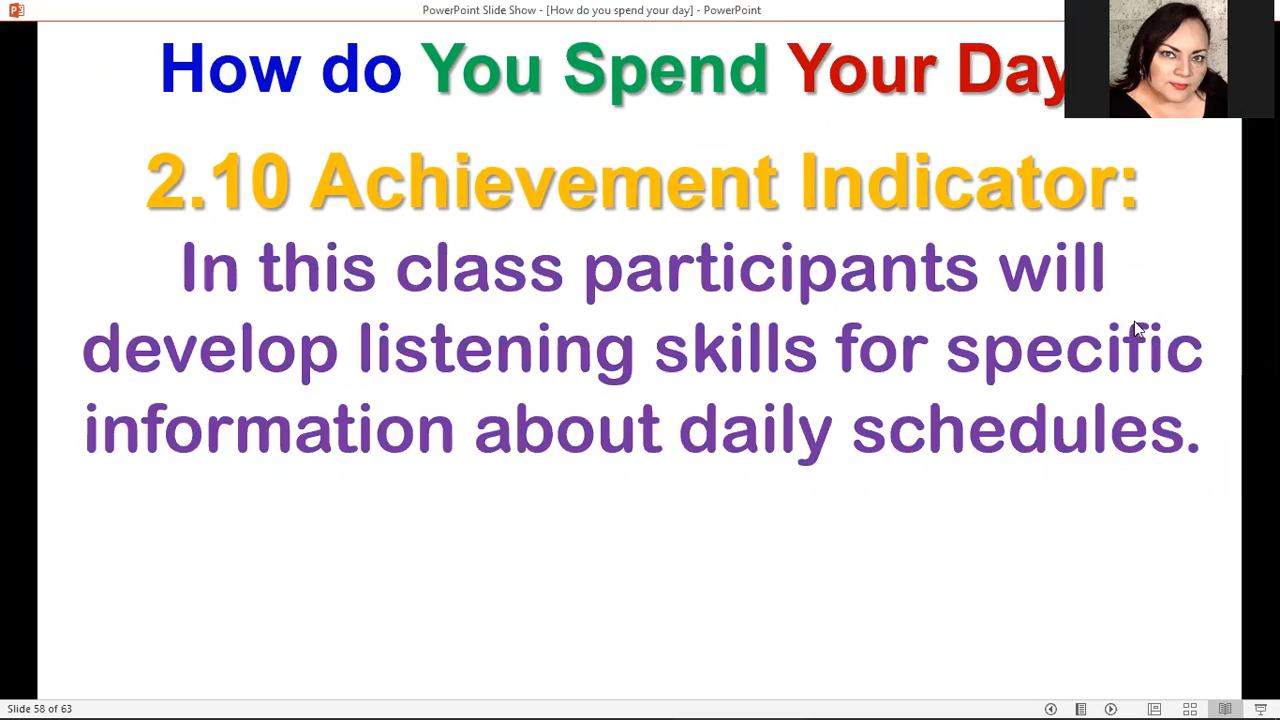 PowerPoint Slide Show - [How do you spend your day] - PowerPoint
How do You Spend Your Day
2.10 Achievement Indicator:
In this class participants will
develop listening skills for specific
information about daily schedules.
Slide 58 of 63